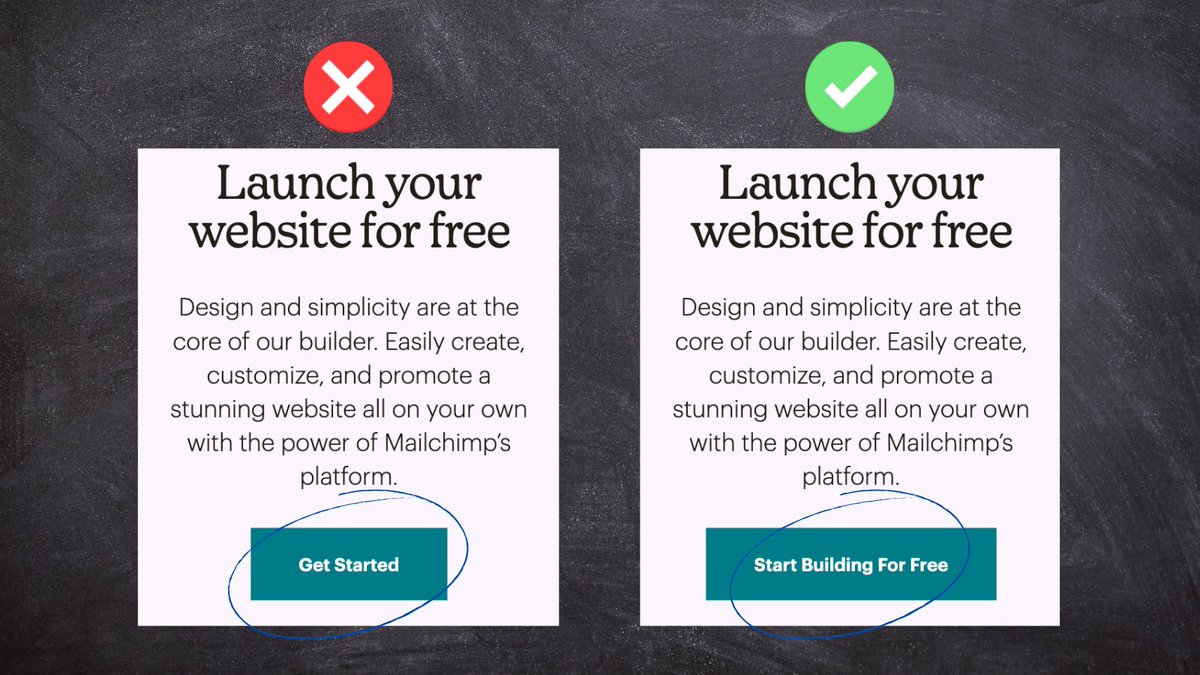 Launch your
website for free
Design and simplicity are at the
core of our builder. Easily create,
customize, and promote a
stunning website all on your own
with the power of Mailchimp’s
platform.
Get Started
Launch your
website for free
Design and simplicity are at the
core of our builder. Easily create,
customize, and promote a
stunning website all on your own
with the power of Mailchimp’s
platform.
Start Building For Free